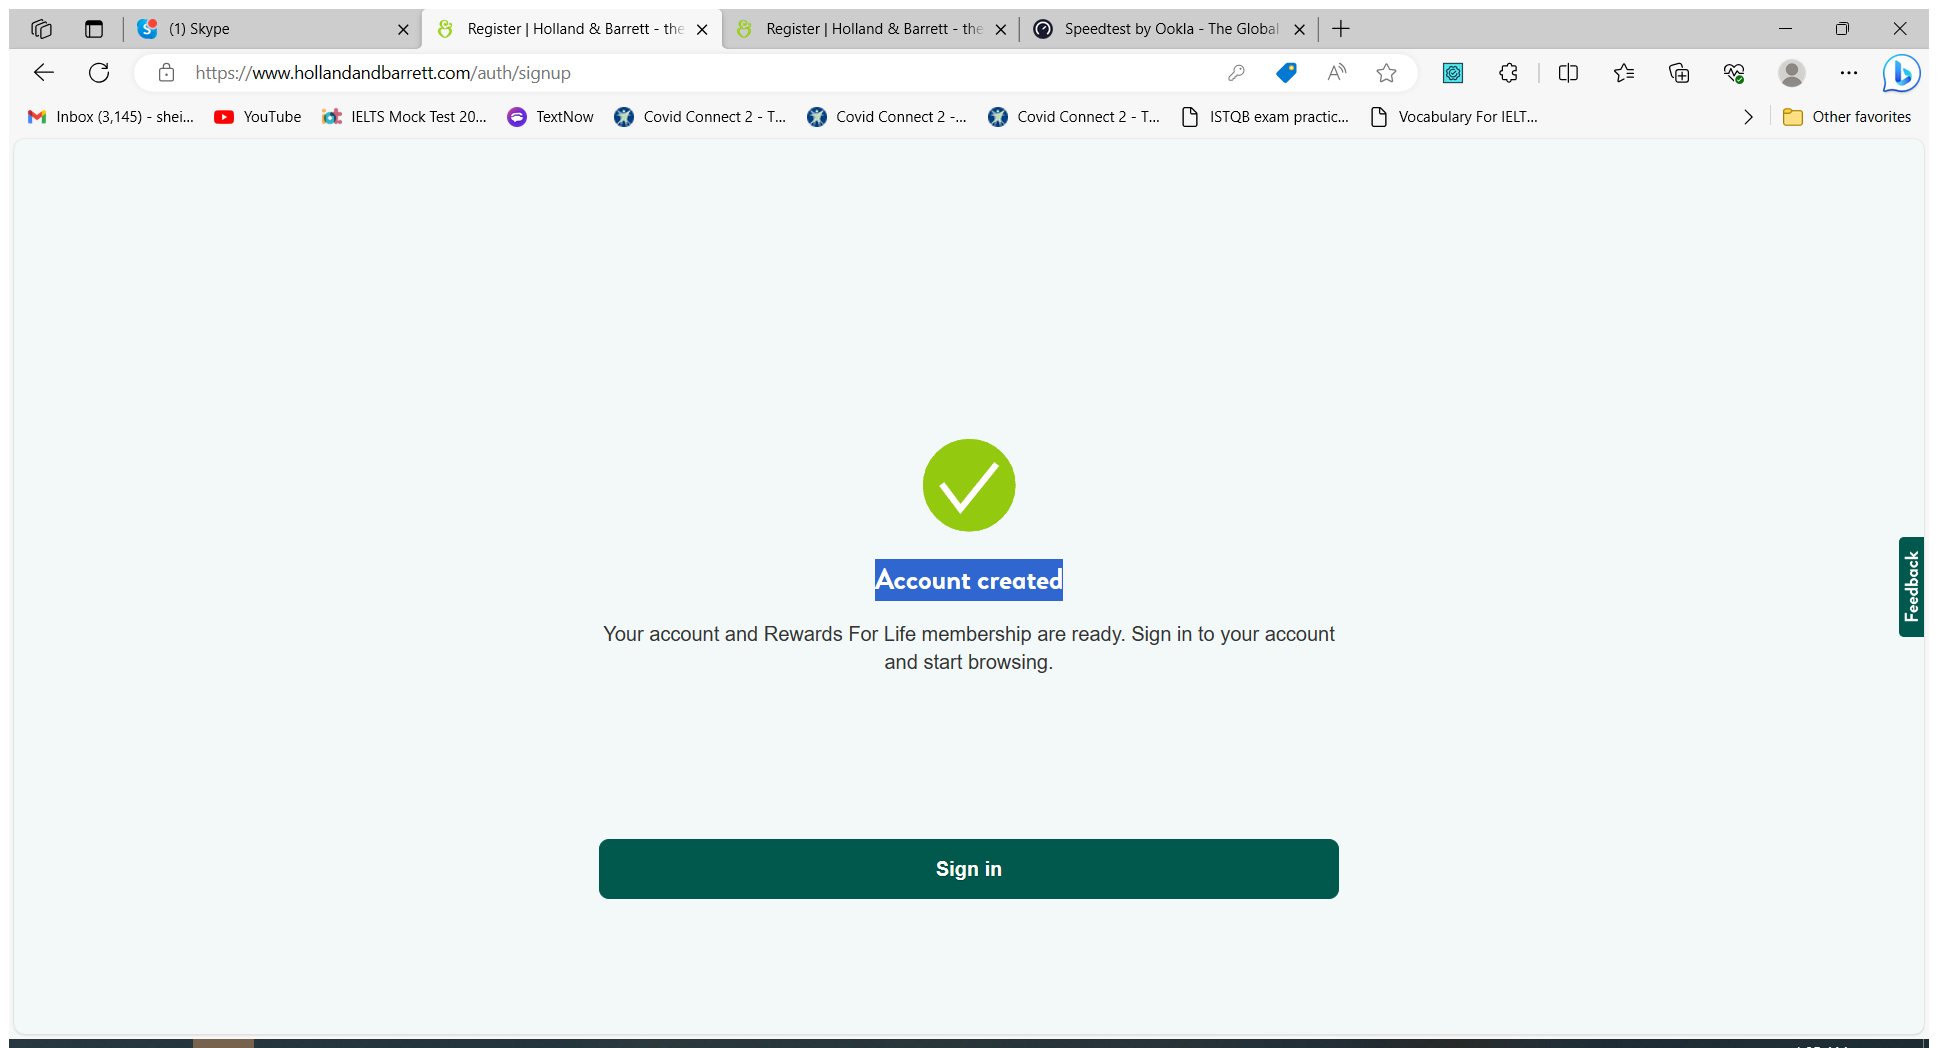 (1) Skype
Register | Holland & Barrett - the
Register | Holland & Barrett - the
Speedtest by Ookla - The Global
https://www.hollandandbarrett.com/auth/signup
Inbox (3,145) - shei...
YouTube
IELTS Mock Test 20...
TextNow
Covid Connect 2 - T...
Covid Connect 2 -...
Covid Connect 2 - T...
ISTQB exam practic...
Vocabulary For IELT...
Other favorites
Account created
Your account and Rewards For Life membership are ready. Sign in to your account
and start browsing.
Feedback
Sign in